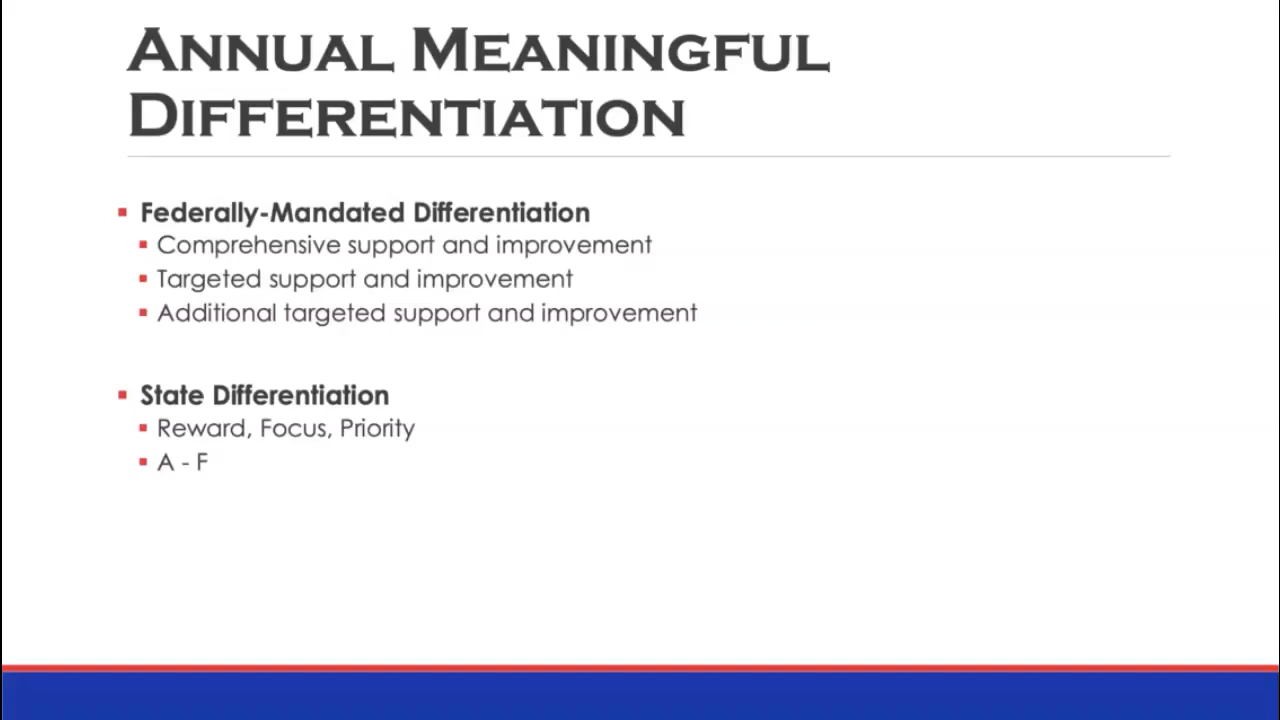 ANNUAL MEANINGFUL
DIFFERENTIATION
Federally-Mandated Differentiation
Comprehensive support and improvement
Targeted support and improvement
Additional targeted support and improvement
State Differentiation
Reward, Focus, Priority
A - F